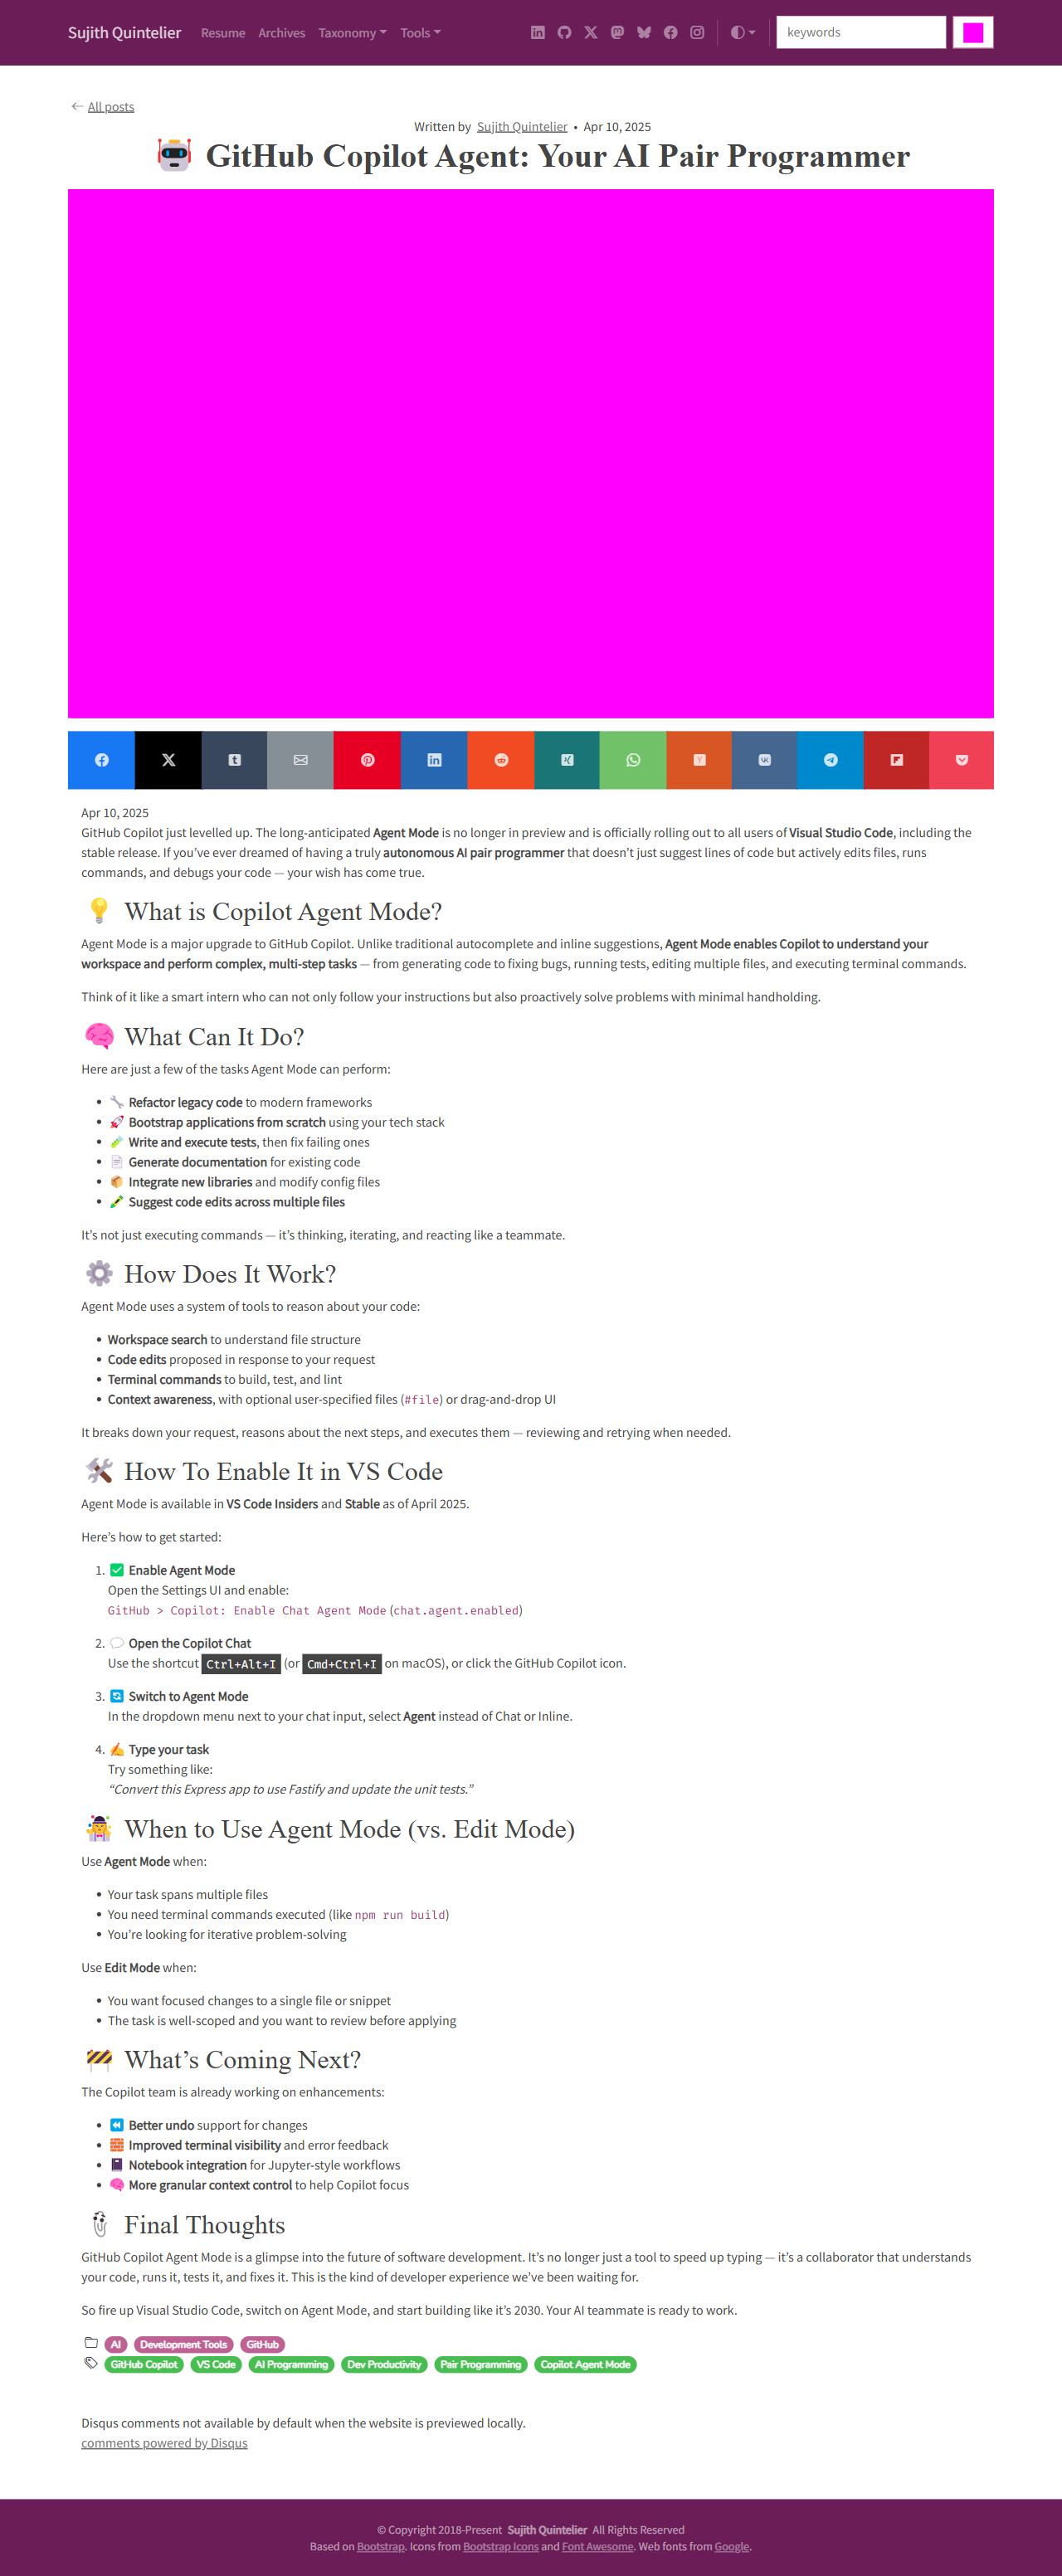 Sujith Quintelier Resume Archives Taxonomy Tools keywords
All posts
Written by Sujith Quintelier • Apr 10, 2025
GitHub Copilot Agent: Your AI Pair Programmer
Apr 10, 2025
GitHub Copilot just levelled up. The long-anticipated Agent Mode is no longer in preview and is officially rolling out to all users of Visual Studio Code, including the
stable release. If you’ve ever dreamed of having a truly autonomous AI pair programmer that doesn’t just suggest lines of code but actively edits files, runs
commands, and debugs your code — your wish has come true.
What is Copilot Agent Mode?
Agent Mode is a major upgrade to GitHub Copilot. Unlike traditional autocomplete and inline suggestions, Agent Mode enables Copilot to understand your
workspace and perform complex, multi-step tasks — from generating code to fixing bugs, running tests, editing multiple files, and executing terminal commands.
Think of it like a smart intern who can not only follow your instructions but also proactively solve problems with minimal handholding.
What Can It Do?
Here are just a few of the tasks Agent Mode can perform:
• Refactor legacy code to modern frameworks
• Bootstrap applications from scratch using your tech stack
• Write and execute tests, then fix failing ones
• Generate documentation for existing code
• Integrate new libraries and modify config files
• Suggest code edits across multiple files
It’s not just executing commands — it’s thinking, iterating, and reacting like a teammate.
How Does It Work?
Agent Mode uses a system of tools to reason about your code:
• Workspace search to understand file structure
• Code edits proposed in response to your request
• Terminal commands to build, test, and lint
• Context awareness, with optional user-specified files (#file) or drag-and-drop UI
It breaks down your request, reasons about the next steps, and executes them — reviewing and retrying when needed.
How To Enable It in VS Code
Agent Mode is available in VS Code Insiders and Stable as of April 2025.
Here’s how to get started:
1. Enable Agent Mode
Open the Settings UI and enable:
GitHub > Copilot: Enable Chat Agent Mode (chat.agent.enabled)
2. Open the Copilot Chat
Use the shortcut Ctrl+Alt+I (or Cmd+Ctrl+I on macOS), or click the GitHub Copilot icon.
3. Switch to Agent Mode
In the dropdown menu next to your chat input, select Agent instead of Chat or Inline.
4. Type your task
Try something like:
“Convert this Express app to use Fastify and update the unit tests.”
When to Use Agent Mode (vs. Edit Mode)
Use Agent Mode when:
• Your task spans multiple files
• You need terminal commands executed (like npm run build)
• You’re looking for iterative problem-solving
Use Edit Mode when:
• You want focused changes to a single file or snippet
• The task is well-scoped and you want to review before applying
What’s Coming Next?
The Copilot team is already working on enhancements:
• Better undo support for changes
• Improved terminal visibility and error feedback
• Notebook integration for Jupyter-style workflows
• More granular context control to help Copilot focus
Final Thoughts
GitHub Copilot Agent Mode is a glimpse into the future of software development. It’s no longer just a tool to speed up typing — it’s a collaborator that understands
your code, runs it, tests it, and fixes it. This is the kind of developer experience we’ve been waiting for.
So fire up Visual Studio Code, switch on Agent Mode, and start building like it’s 2030. Your AI teammate is ready to work.
AI Development Tools GitHub
GitHub Copilot VS Code AI Programming Dev Productivity Pair Programming Copilot Agent Mode
Disqus comments not available by default when the website is previewed locally.
comments powered by Disqus
© Copyright 2018-Present Sujith Quintelier All Rights Reserved
Based on Bootstrap. Icons from Bootstrap Icons and Font Awesome. Web fonts from Google.